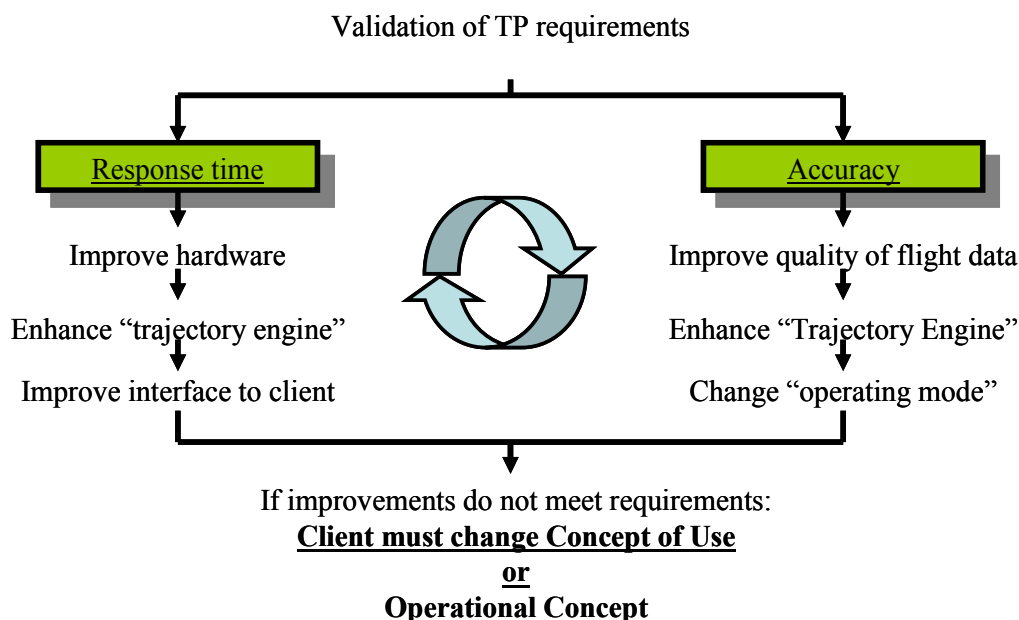 Validation of TP requirements
Response time
Improve hardware
Enhance “trajectory engine”
Improve interface to client
Accuracy
Improve quality of flight data
Enhance “Trajectory Engine”
Change “operating mode”
If improvements do not meet requirements:
Client must change Concept of Use
or
Operational Concept